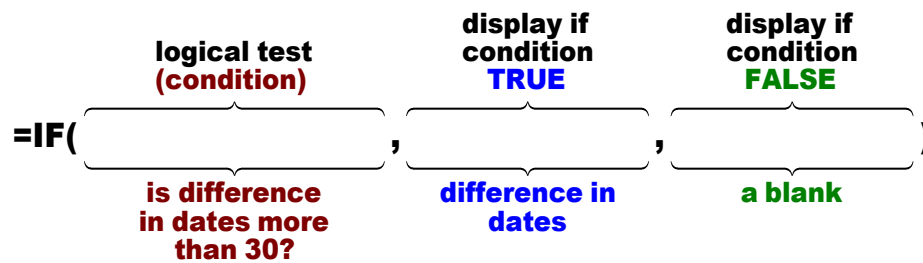 logical test
(condition)
display if
condition
TRUE
display if
condition
FALSE
=IF( , , )
is difference
in dates more
than 30?
difference in
dates
a blank